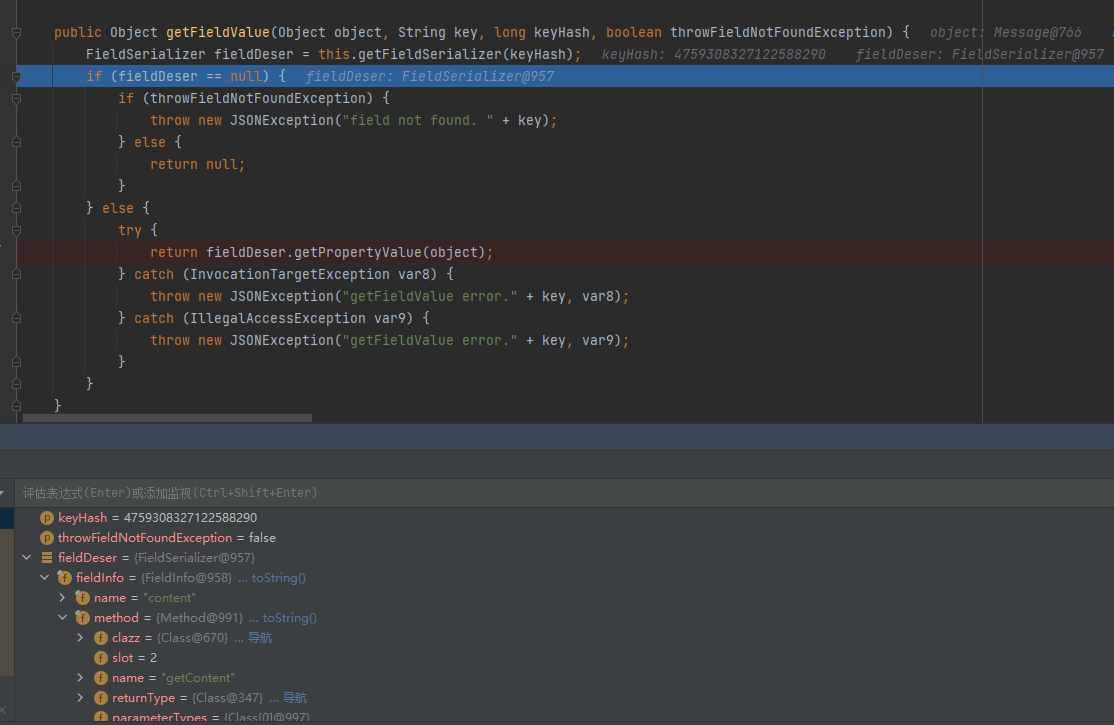 public Object getFieldValue(Object object, String key, long keyHash, boolean throwFieldNotFoundException) { object: Message@766
FieldSerializer fieldDeser = this.getFieldSerializer(keyHash); keyHash: 4759308327122588290 fieldDeser: FieldSerializer@957
if (fieldDeser == null) { fieldDeser: FieldSerializer@957
if (throwFieldNotFoundException) {
throw new JSONException("field not found. " + key);
} else {
return null;
}
} else {
try {
return fieldDeser.getPropertyValue(object);
} catch (InvocationTargetException var8) {
throw new JSONException("getFieldValue error." + key, var8);
} catch (IllegalAccessException var9) {
throw new JSONException("getFieldValue error." + key, var9);
}
}
}
评估表达式(Enter)或添加监视(Ctrl+Shift+Enter)
p keyHash = 4759308327122588290
p throwFieldNotFoundException = false
fieldDeser = {FieldSerializer@957}
f fieldInfo = {FieldInfo@958} ... toString()
f name = "content"
f method = {Method@991} ... toString()
f clazz = {Class@670} ... 导航
f slot = 2
f name = "getContent"
f returnType = {Class@347} ... 导航
f parameterTypes = {Class[0]@997}